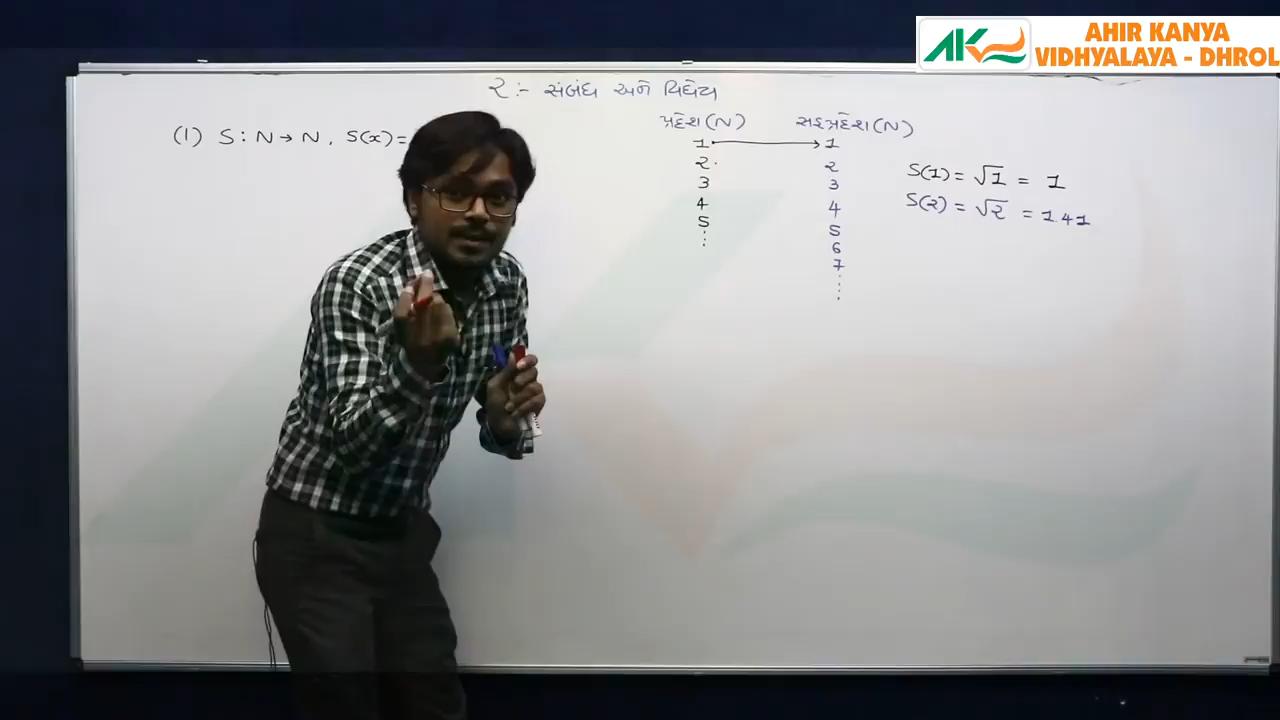 AHIR KANYA
VIDHYALAYA - DHROL
AK
૨ :- સંબંધ અને વિધેય
(1) S : N → N , S(x) =
પ્રદેશ (N) સહપ્રદેશ (N)
1 1
2 2
3 3
4 4
5 5
⋮ 6
7
⋮
S(1) = √1 = 1
S(2) = √2 = 1.41